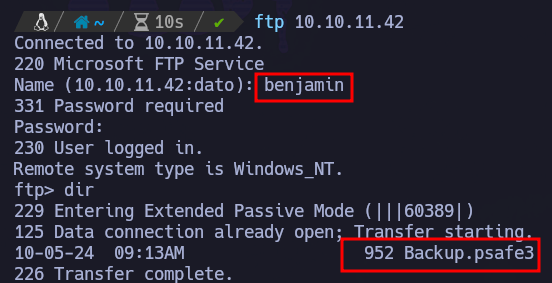 ~ 10s ✔ ftp 10.10.11.42
Connected to 10.10.11.42.
220 Microsoft FTP Service
Name (10.10.11.42:dato): benjamin
331 Password required
Password:
230 User logged in.
Remote system type is Windows_NT.
ftp> dir
229 Entering Extended Passive Mode (|||60389|)
125 Data connection already open; Transfer starting.
10-05-24  09:13AM                  952 Backup.psafe3
226 Transfer complete.